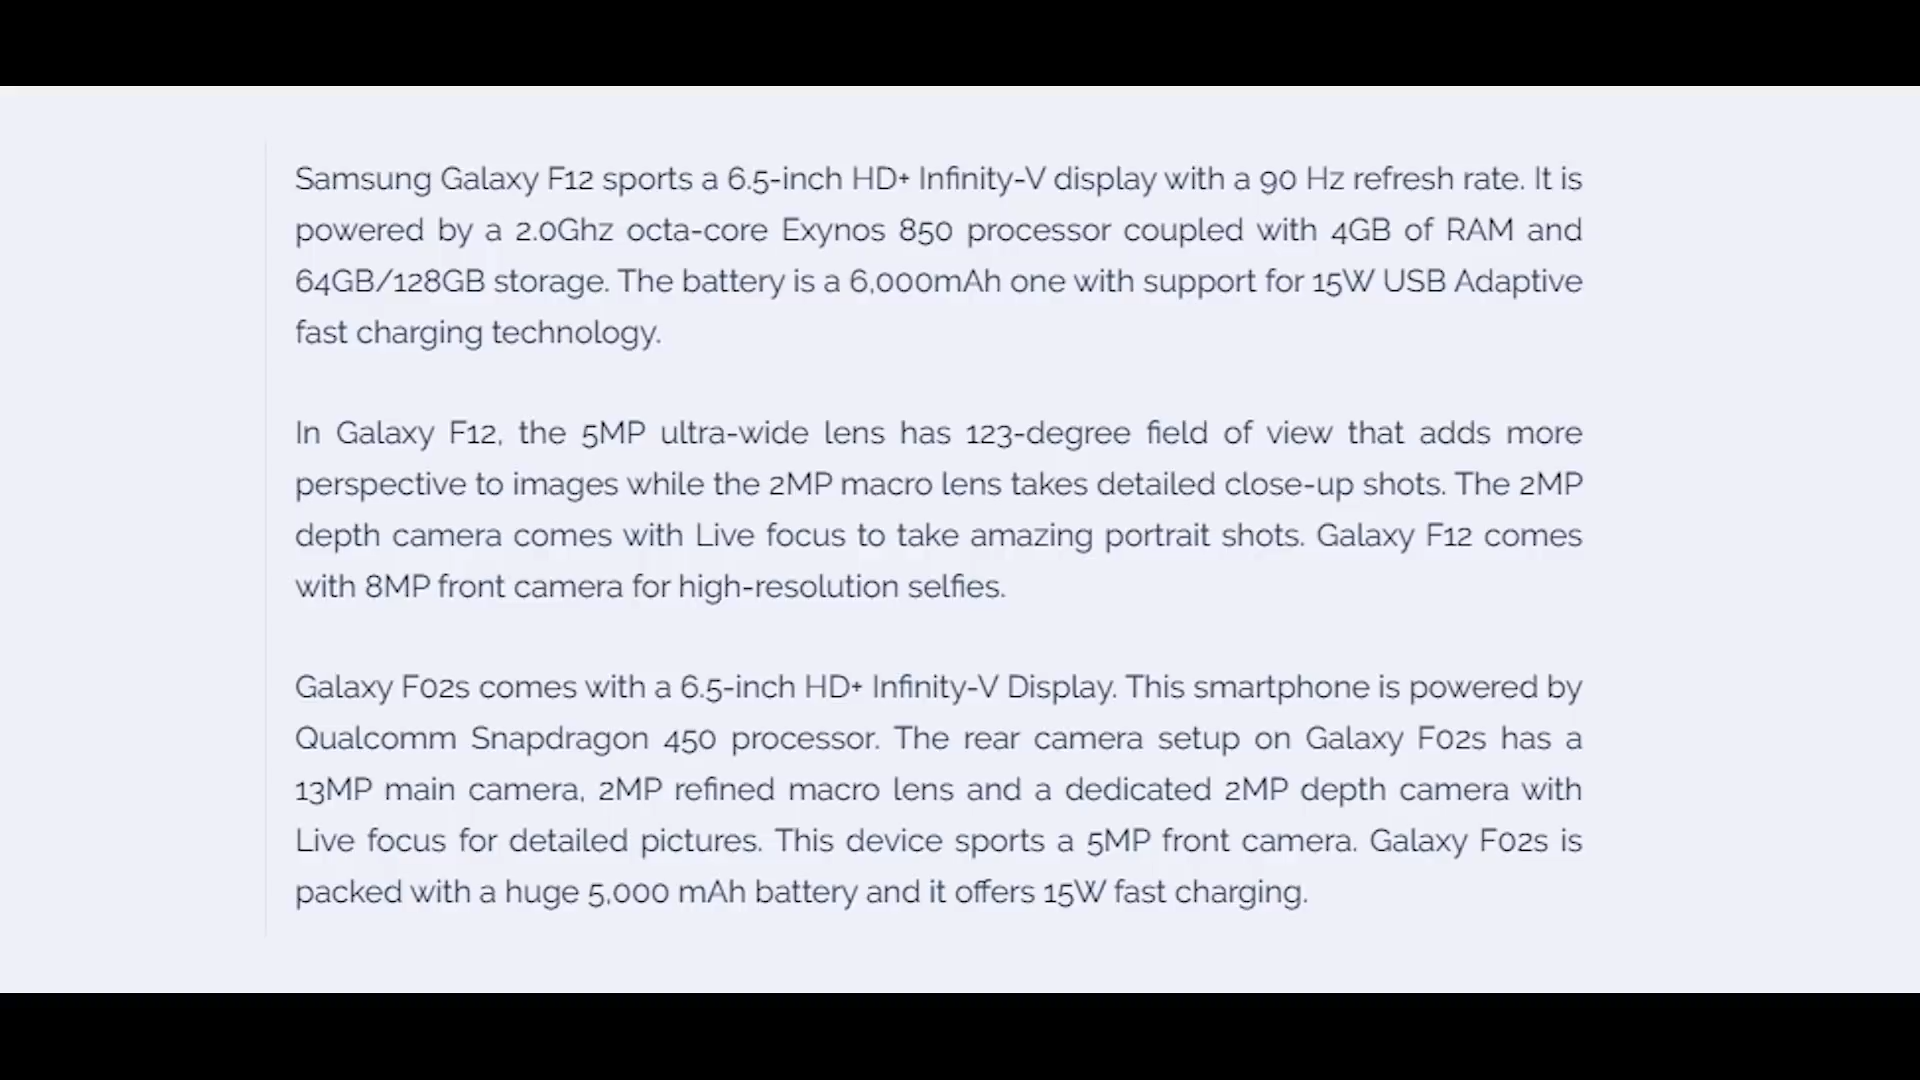 Samsung Galaxy F12 sports a 6.5-inch HD+ Infinity-V display with a 90 Hz refresh rate. It is
powered by a 2.0Ghz octa-core Exynos 850 processor coupled with 4GB of RAM and
64GB/128GB storage. The battery is a 6,000mAh one with support for 15W USB Adaptive
fast charging technology.
In Galaxy F12, the 5MP ultra-wide lens has 123-degree field of view that adds more
perspective to images while the 2MP macro lens takes detailed close-up shots. The 2MP
depth camera comes with Live focus to take amazing portrait shots. Galaxy F12 comes
with 8MP front camera for high-resolution selfies.
Galaxy F02s comes with a 6.5-inch HD+ Infinity-V Display. This smartphone is powered by
Qualcomm Snapdragon 450 processor. The rear camera setup on Galaxy F02s has a
13MP main camera, 2MP refined macro lens and a dedicated 2MP depth camera with
Live focus for detailed pictures. This device sports a 5MP front camera. Galaxy F02s is
packed with a huge 5,000 mAh battery and it offers 15W fast charging.